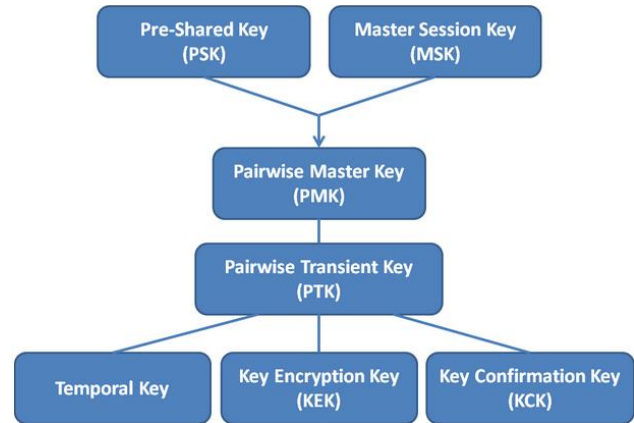 Pre-Shared Key
(PSK)
Master Session Key
(MSK)
Pairwise Master Key
(PMK)
Pairwise Transient Key
(PTK)
Temporal Key
Key Encryption Key
(KEK)
Key Confirmation Key
(KCK)